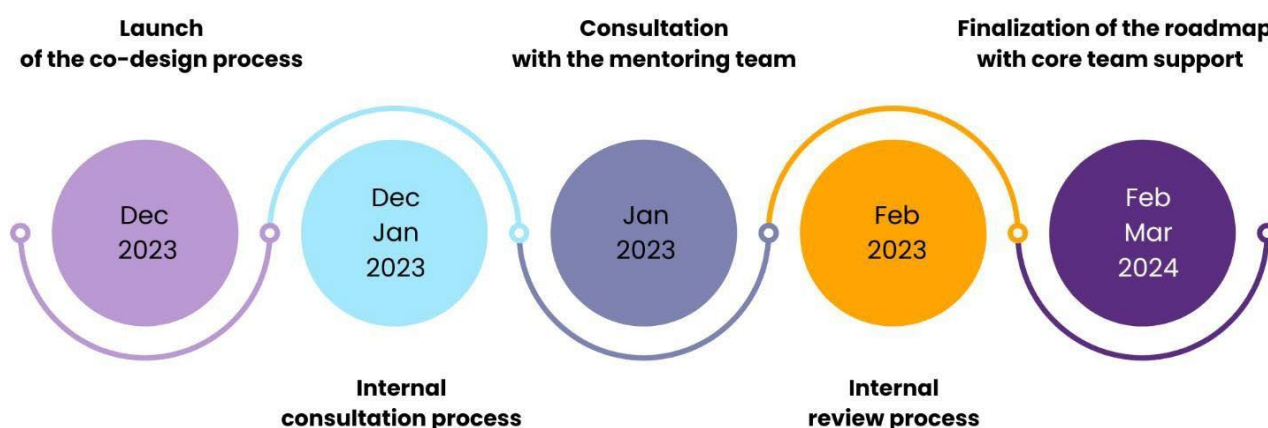 Launch
of the co-design process
Consultation
with the mentoring team
Finalization of the roadmap
with core team support
Dec
2023
Dec
Jan
2023
Jan
2023
Feb
2023
Feb
Mar
2024
Internal
consultation process
Internal
review process